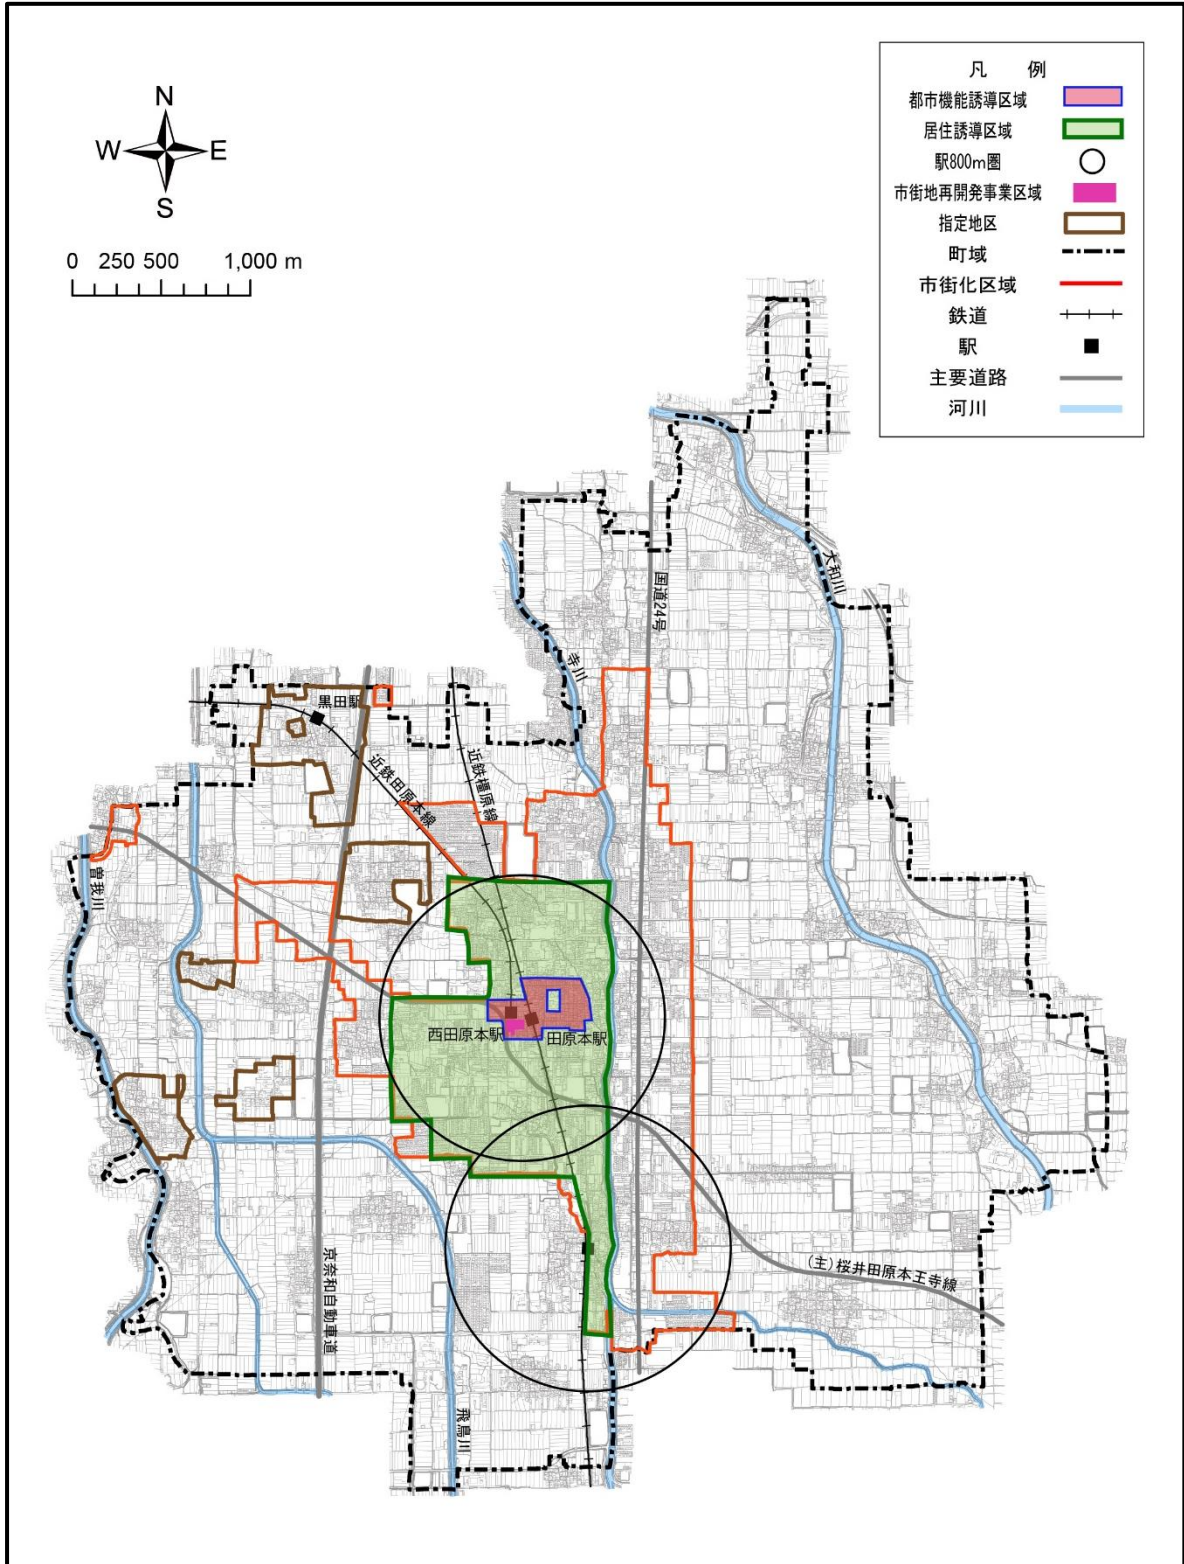 凡 例
都市機能誘導区域
居住誘導区域
駅800m圏
市街地再開発事業区域
指定地区
町域
市街化区域
鉄道
駅
主要道路
河川
N
W E
S
0 250 500 1,000 m
大和川
国道24号
寺川
黒田駅
近鉄田原本線
近鉄橿原線
曽我川
西田原本駅
田原本駅
京奈和自動車道
(主)桜井田原本王寺線
飛鳥川